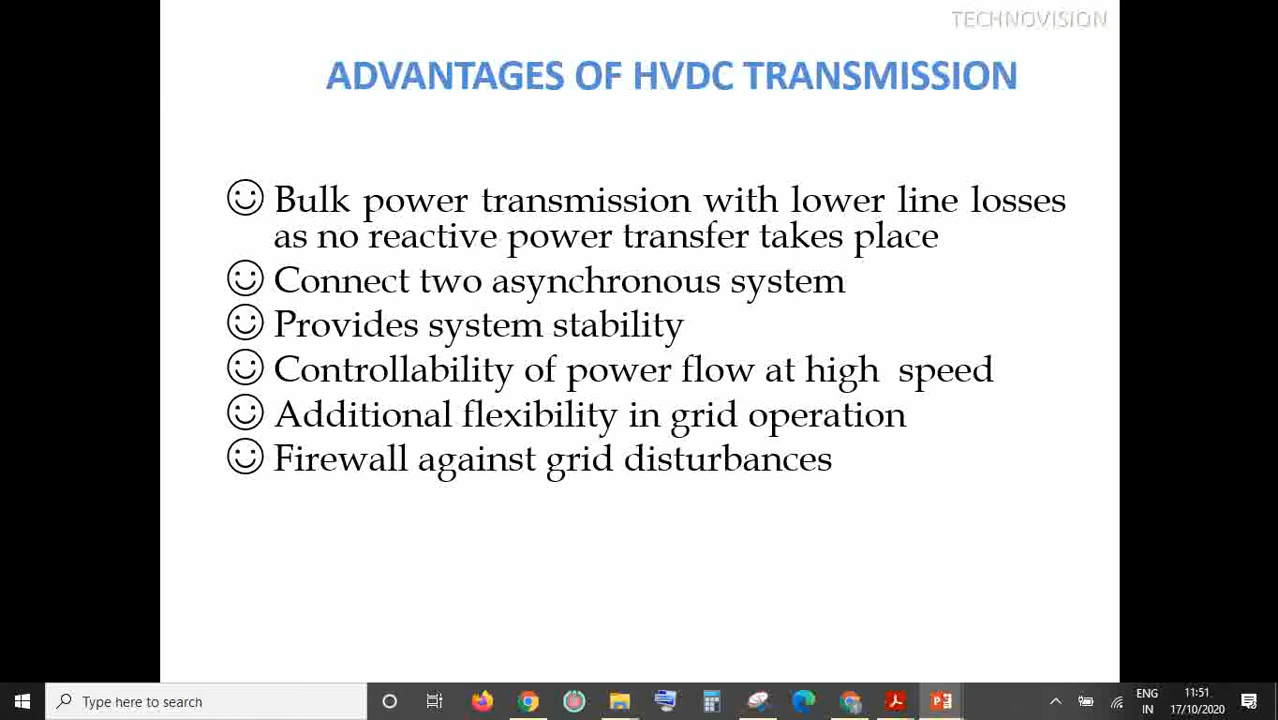 TECHNOVISION
ADVANTAGES OF HVDC TRANSMISSION
Bulk power transmission with lower line losses
as no reactive power transfer takes place
Connect two asynchronous system
Provides system stability
Controllability of power flow at high  speed
Additional flexibility in grid operation
Firewall against grid disturbances
Type here to search
ENG
IN
11:51
17/10/2020